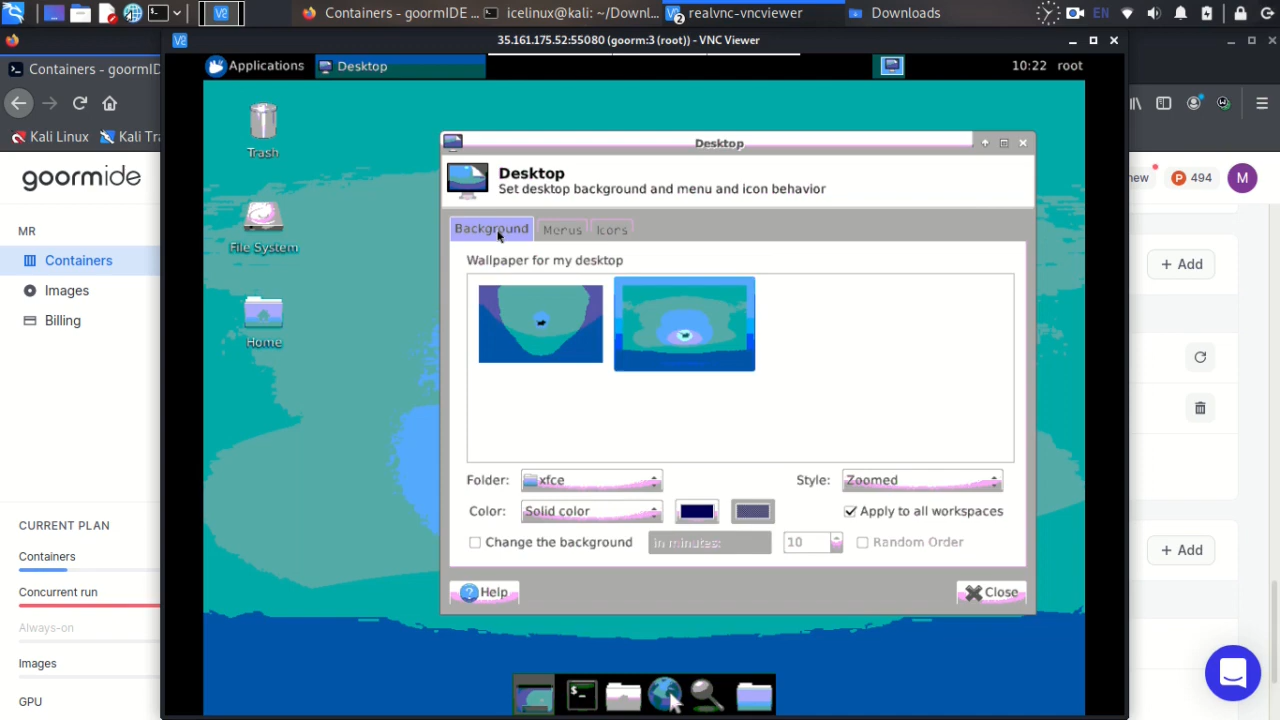 Containers - goormIDE ...
icelinux@kali: ~/Downl...
2
realvnc-vncviewer
Downloads
EN
35.161.175.52:55080 (goorm:3 (root)) - VNC Viewer
Containers - goormID
Applications
Desktop
10:22 root
Kali Linux
Kali Tra
goormide
MR
Containers
Images
Billing
CURRENT PLAN
Containers
Concurrent run
Always-on
Images
GPU
Trash
File System
Home
Desktop
Desktop
Set desktop background and menu and icon behavior
Background
Menus
Icons
Wallpaper for my desktop
Folder:
xfce
Style:
Zoomed
Color:
Solid color
Apply to all workspaces
Change the background
in minutes:
10
Random Order
Help
Close
new
P
494
M
+ Add
+ Add